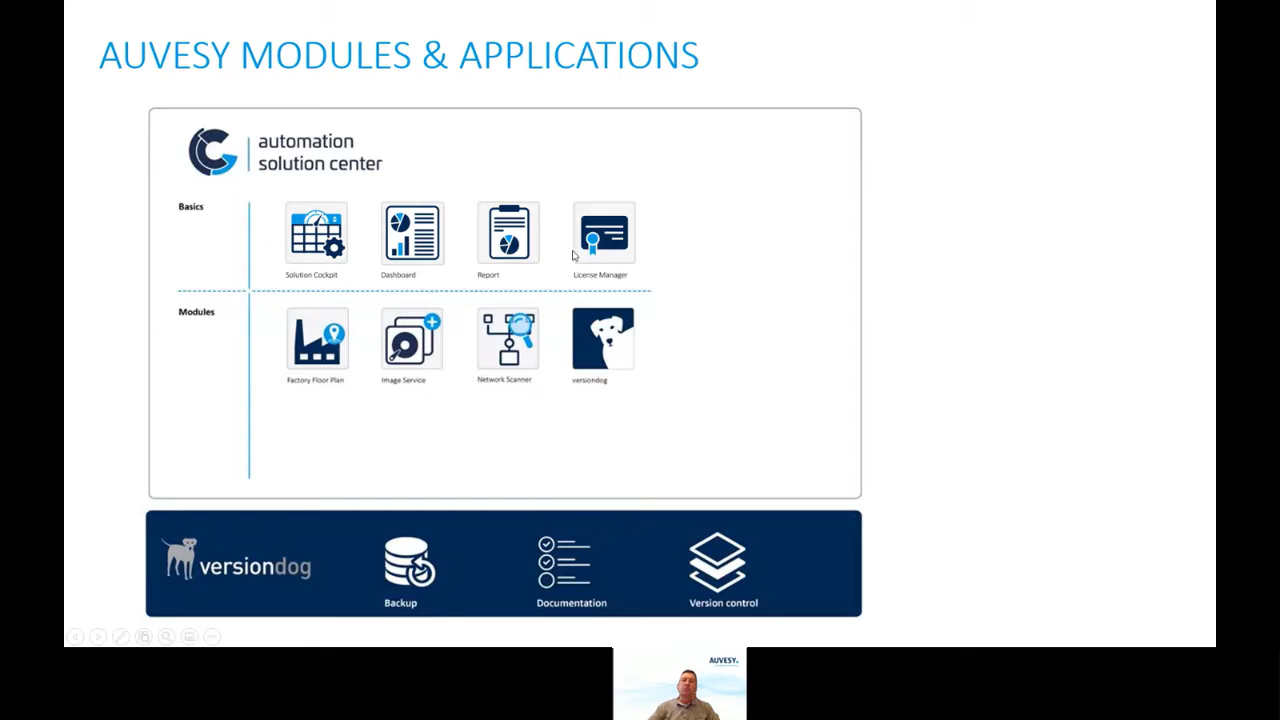 AUVESY MODULES & APPLICATIONS
automation
solution center
Basics
Solution Cockpit
Dashboard
Report
License Manager
Modules
Factory Floor Plan
Image Service
Network Scanner
versiondog
versiondog
Backup
Documentation
Version control
AUVESY